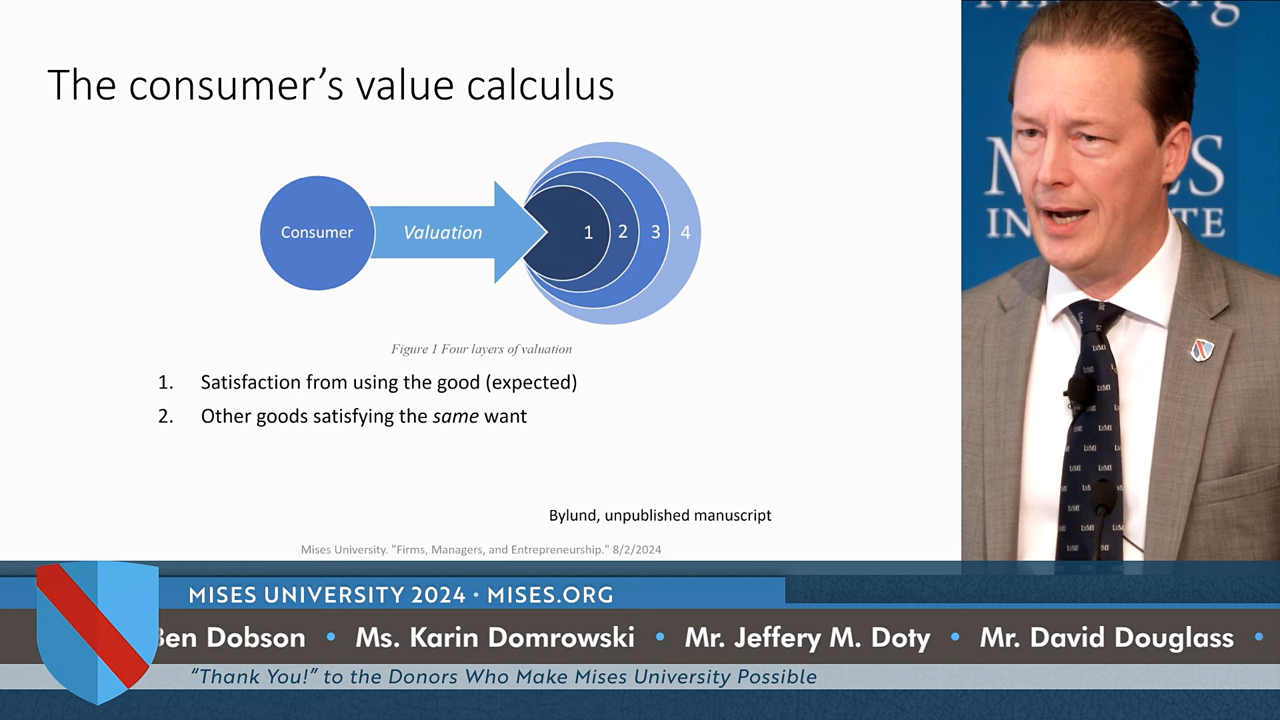 The consumer's value calculus
Consumer
Valuation
1
2
3
4
Figure 1 Four layers of valuation
1. Satisfaction from using the good (expected)
2. Other goods satisfying the same want
Bylund, unpublished manuscript
Mises University. "Firms, Managers, and Entrepreneurship." 8/2/2024
MISES UNIVERSITY 2024 • MISES.ORG
Ben Dobson • Ms. Karin Domrowski • Mr. Jeffery M. Doty • Mr. David Douglass •
"Thank You!" to the Donors Who Make Mises University Possible